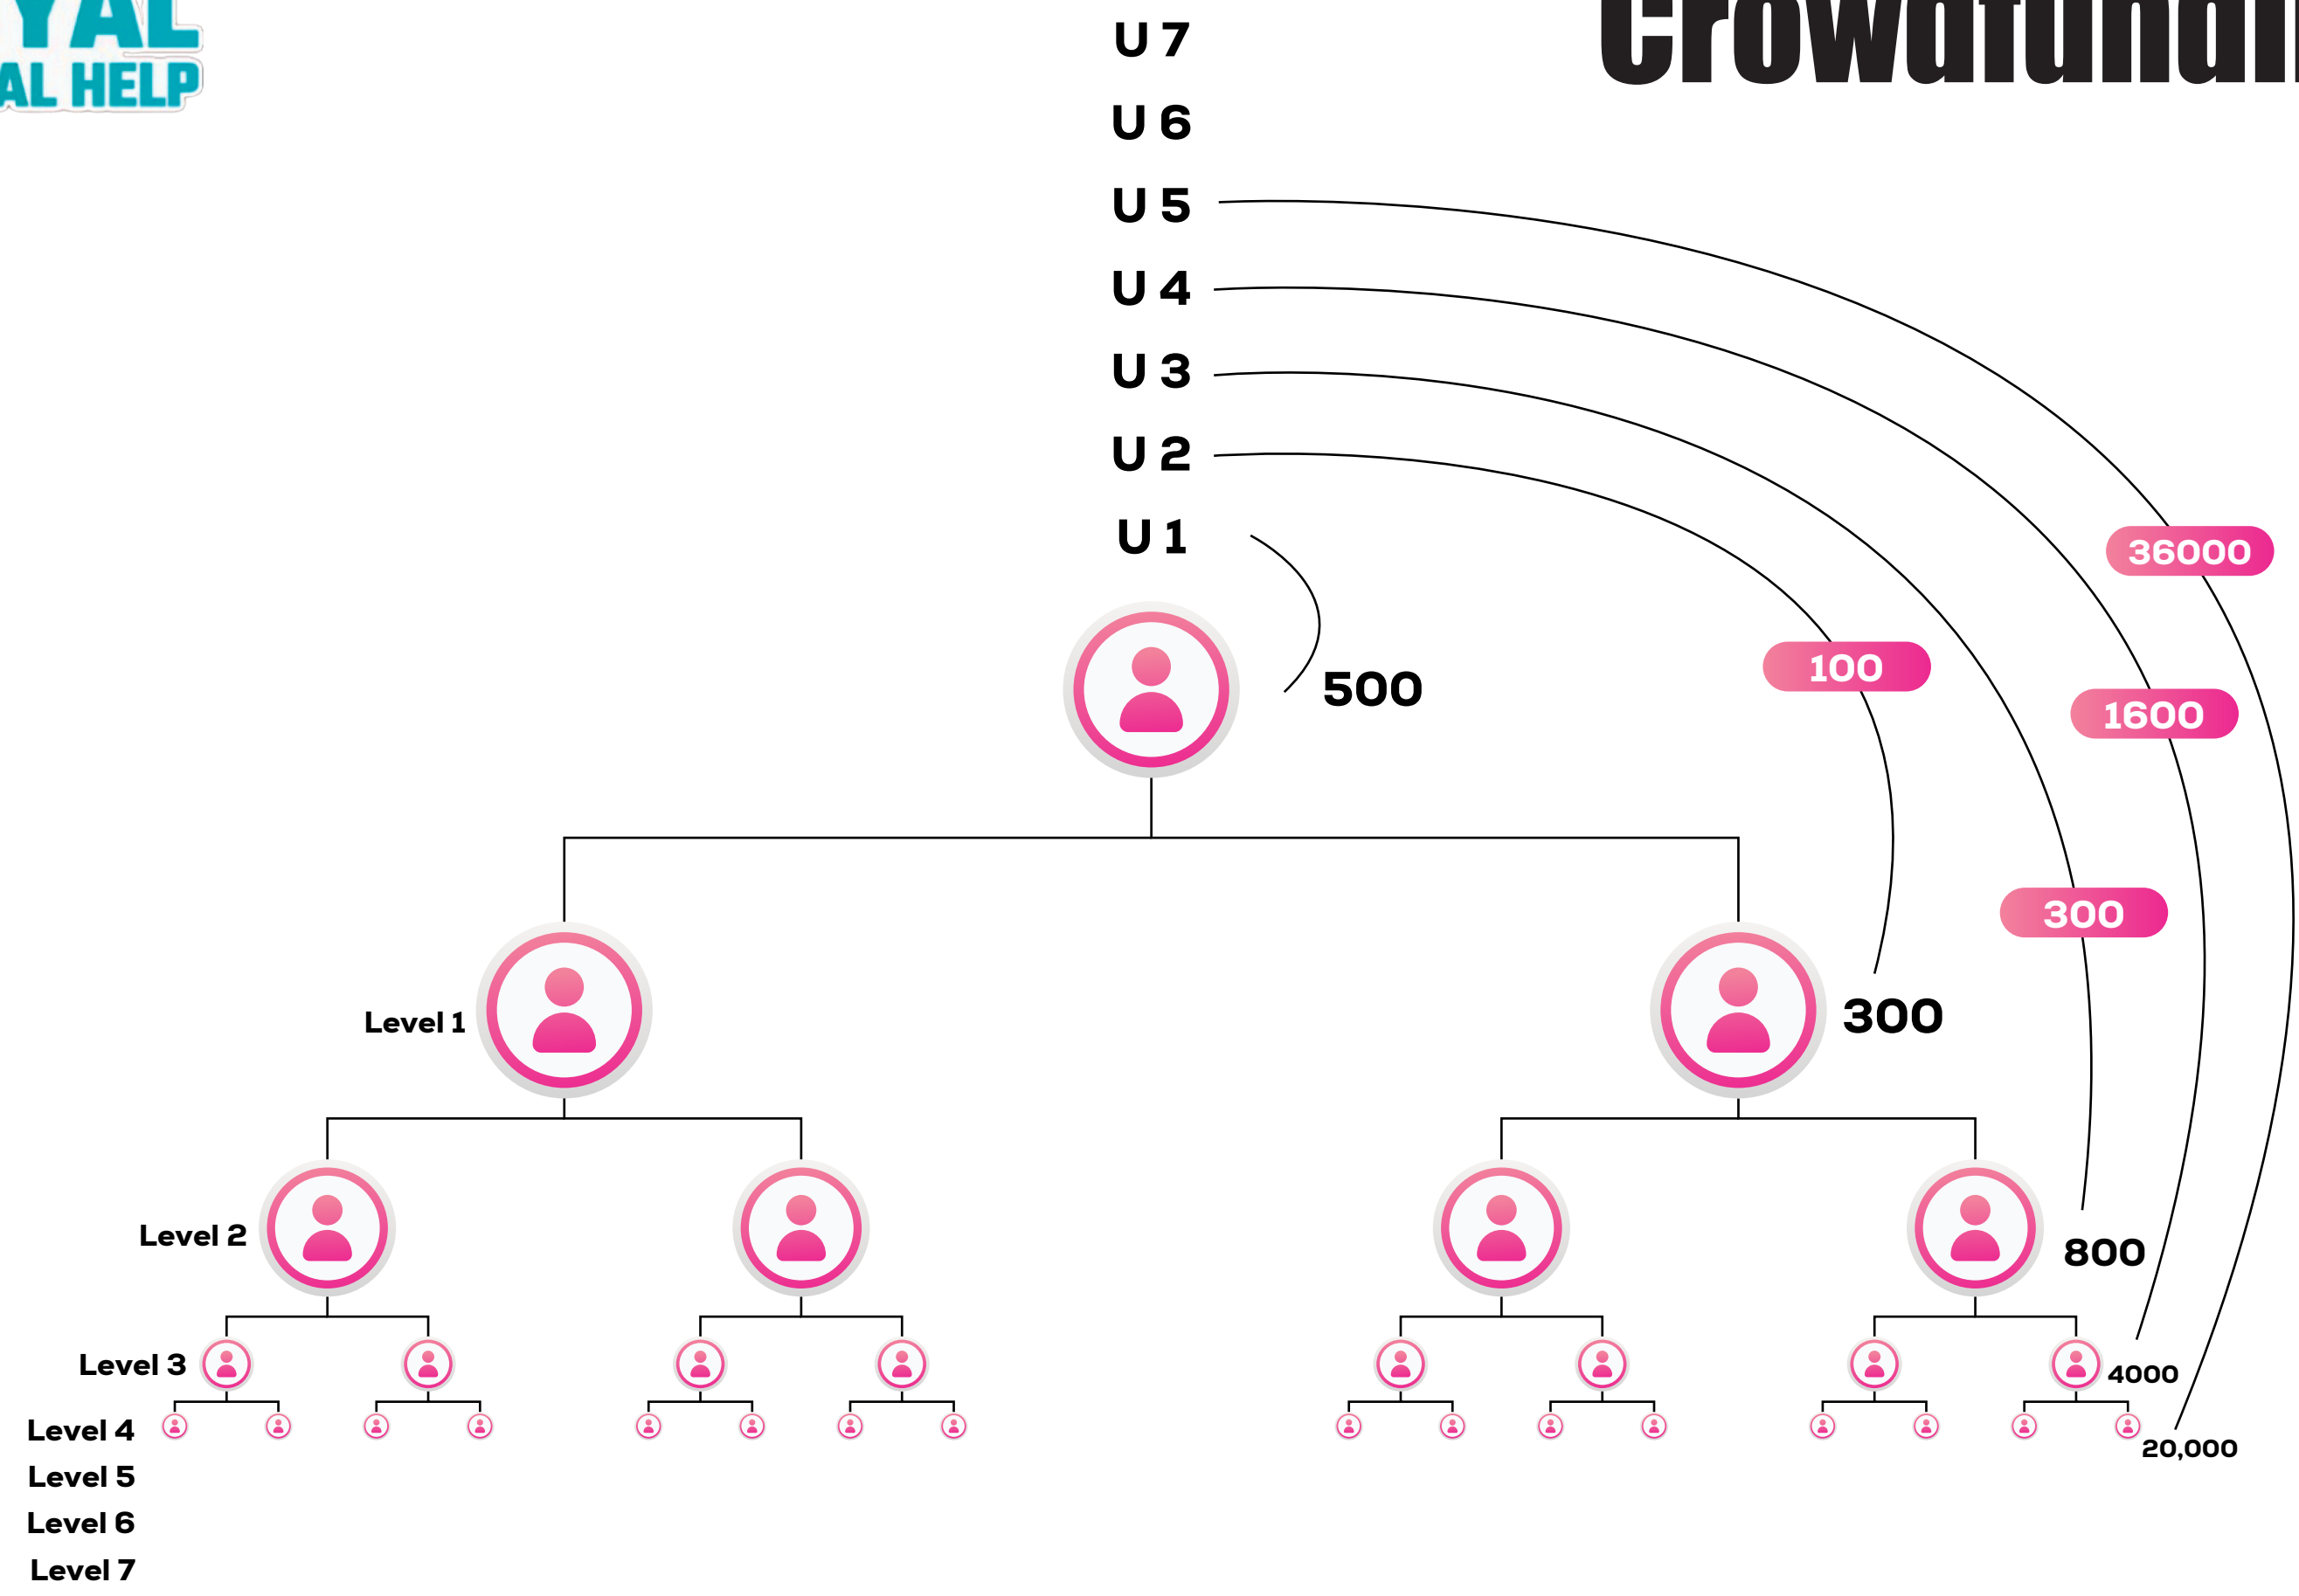 YAL
AL HELP
Crowdfundi
U 7
U 6
U 5
U 4
U 3
U 2
U 1
36000
100
500
1600
300
Level 1
300
Level 2
800
Level 3
4000
Level 4
20,000
Level 5
Level 6
Level 7